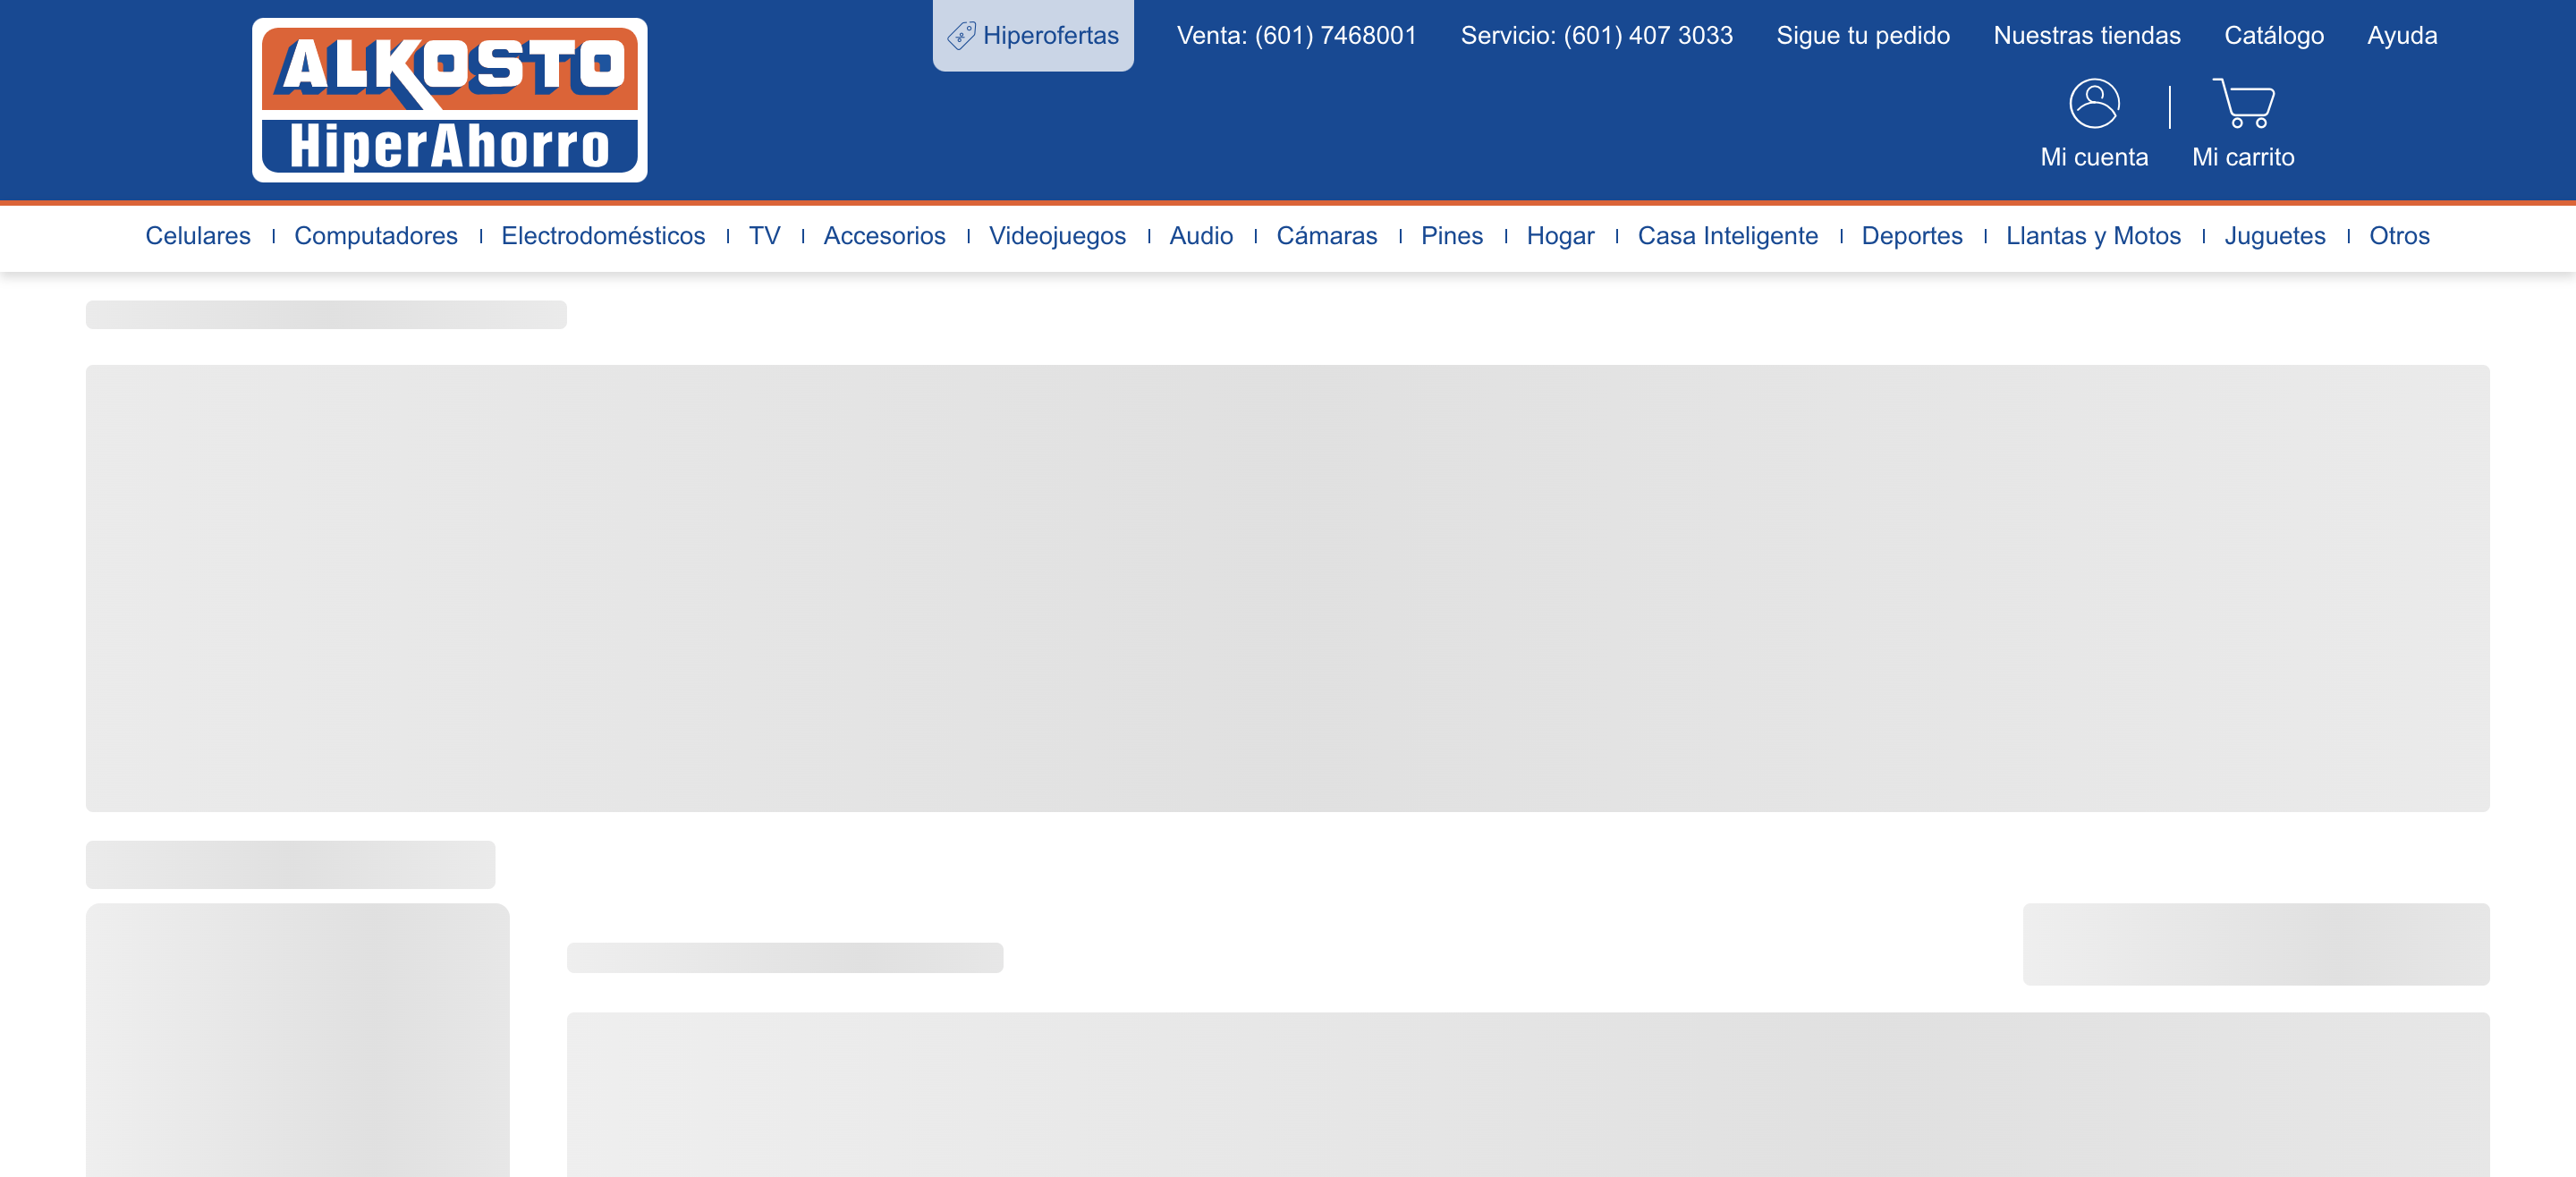 ALKOSTO
HiperAhorro
Hiperofertas
Venta: (601) 7468001
Servicio: (601) 407 3033
Sigue tu pedido
Nuestras tiendas
Catálogo
Ayuda
Mi cuenta
Mi carrito
Celulares
Computadores
Electrodomésticos
TV
Accesorios
Videojuegos
Audio
Cámaras
Pines
Hogar
Casa Inteligente
Deportes
Llantas y Motos
Juguetes
Otros